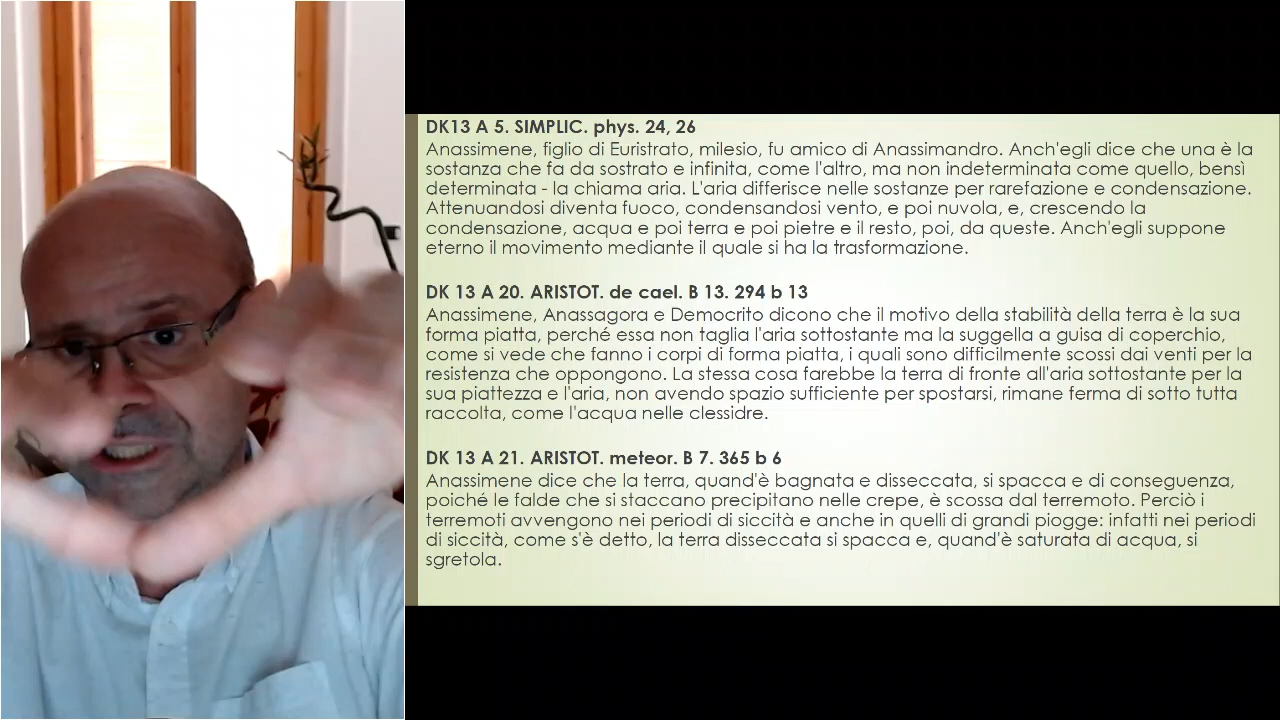 DK13 A 5. SIMPLIC. phys. 24, 26
Anassimene, figlio di Euristrato, milesio, fu amico di Anassimandro. Anch'egli dice che una è la
sostanza che fa da sostrato e infinita, come l'altro, ma non indeterminata come quello, bensì
determinata - la chiama aria. L'aria differisce nelle sostanze per rarefazione e condensazione.
Attenuandosi diventa fuoco, condensandosi vento, e poi nuvola, e, crescendo la
condensazione, acqua e poi terra e poi pietre e il resto, poi, da queste. Anch'egli suppone
eterno il movimento mediante il quale si ha la trasformazione.
DK 13 A 20. ARISTOT. de cael. B 13. 294 b 13
Anassimene, Anassagora e Democrito dicono che il motivo della stabilità della terra è la sua
forma piatta, perché essa non taglia l'aria sottostante ma la suggella a guisa di coperchio,
come si vede che fanno i corpi di forma piatta, i quali sono difficilmente scossi dai venti per la
resistenza che oppongono. La stessa cosa farebbe la terra di fronte all'aria sottostante per la
sua piattezza e l'aria, non avendo spazio sufficiente per spostarsi, rimane ferma di sotto tutta
raccolta, come l'acqua nelle clessidre.
DK 13 A 21. ARISTOT. meteor. B 7. 365 b 6
Anassimene dice che la terra, quand'è bagnata e disseccata, si spacca e di conseguenza,
poiché le falde che si staccano precipitano nelle crepe, è scossa dal terremoto. Perciò i
terremoti avvengono nei periodi di siccità e anche in quelli di grandi piogge: infatti nei periodi
di siccità, come s'è detto, la terra disseccata si spacca e, quand'è saturata di acqua, si
sgretola.